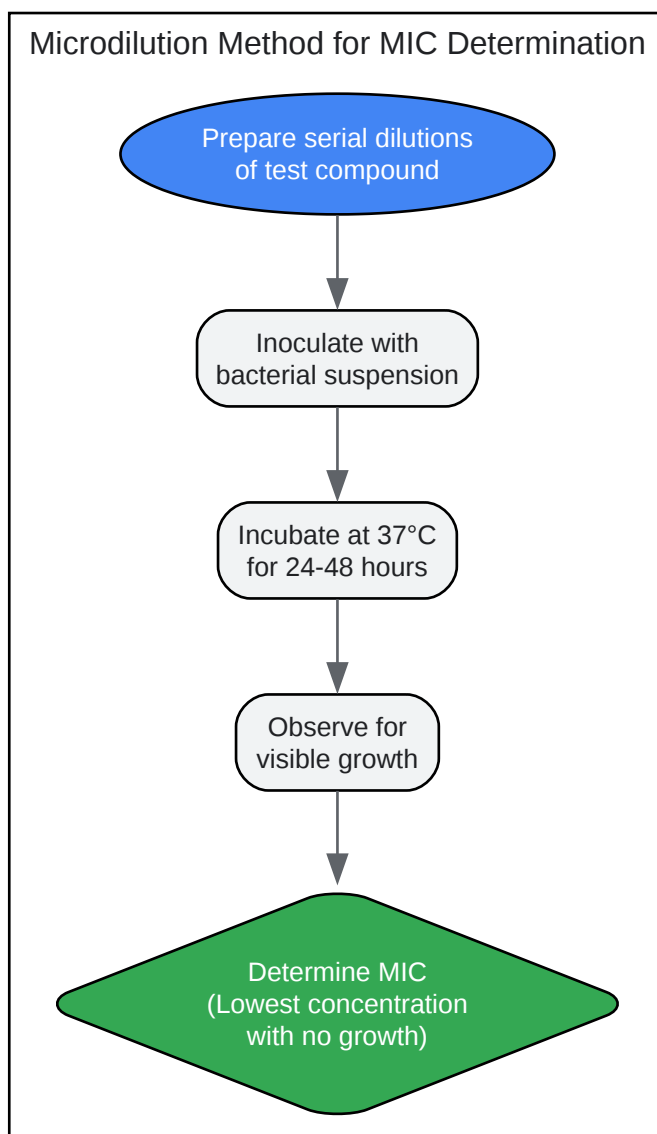 Microdilution Method for MIC Determination
Prepare serial dilutions
of test compound
Inoculate with
bacterial suspension
Incubate at 37°C
for 24-48 hours
Observe for
visible growth
Determine MIC
(Lowest concentration
with no growth)